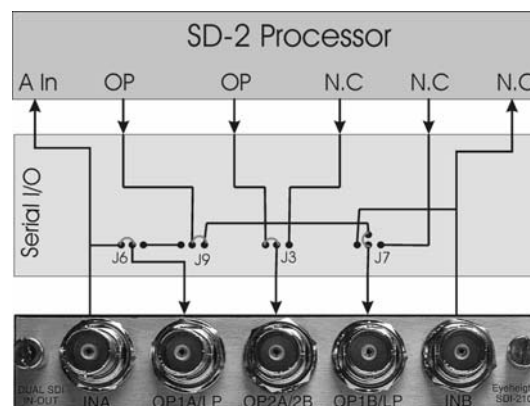 SD-2 Processor
A In OP OP N.C N.C N.C
Serial I/O
J6 J9 J3 J7
DUAL SDI
IN-OUT
INA OP1A/LP OP2A/2B OP1B/LP INB
Eyeheight